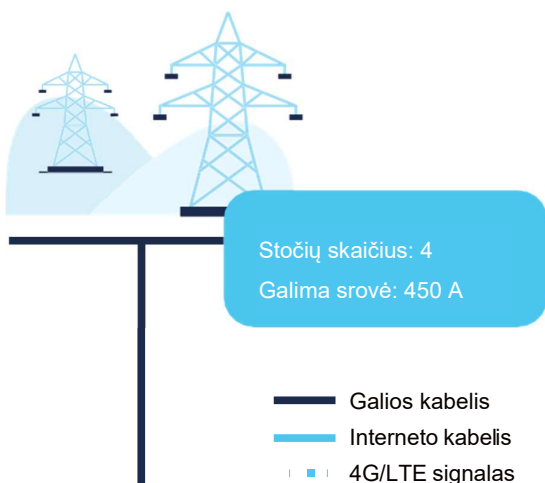 Stočių skaičius: 4
Galima srovė: 450 A
Galios kabelis
Interneto kabelis
4G/LTE signalas